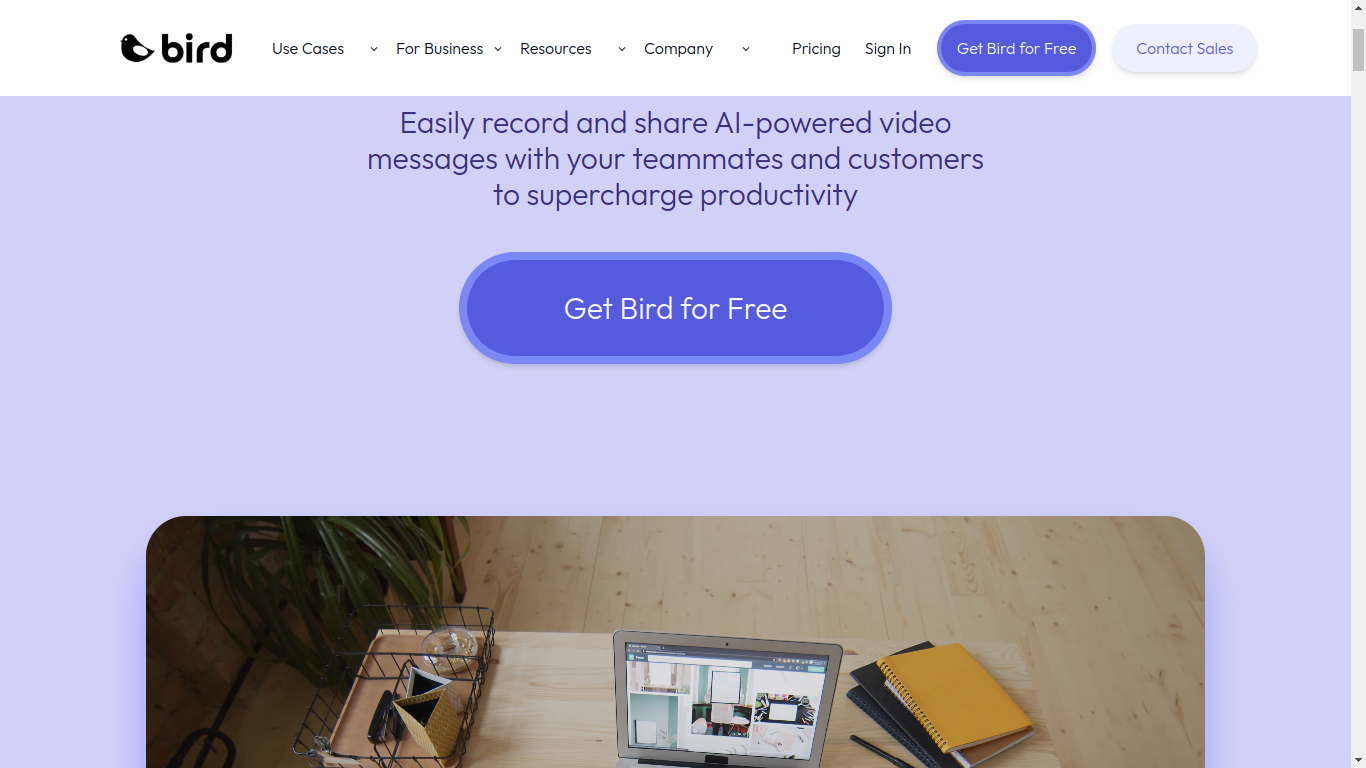 bird
Use Cases
For Business
Resources
Company
Pricing
Sign In
Get Bird for Free
Contact Sales
Easily record and share AI-powered video
messages with your teammates and customers
to supercharge productivity
Get Bird for Free